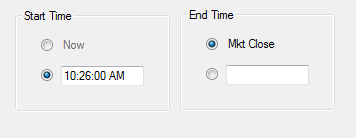 Start Time
Now
10:26:00 AM
End Time
Mkt Close